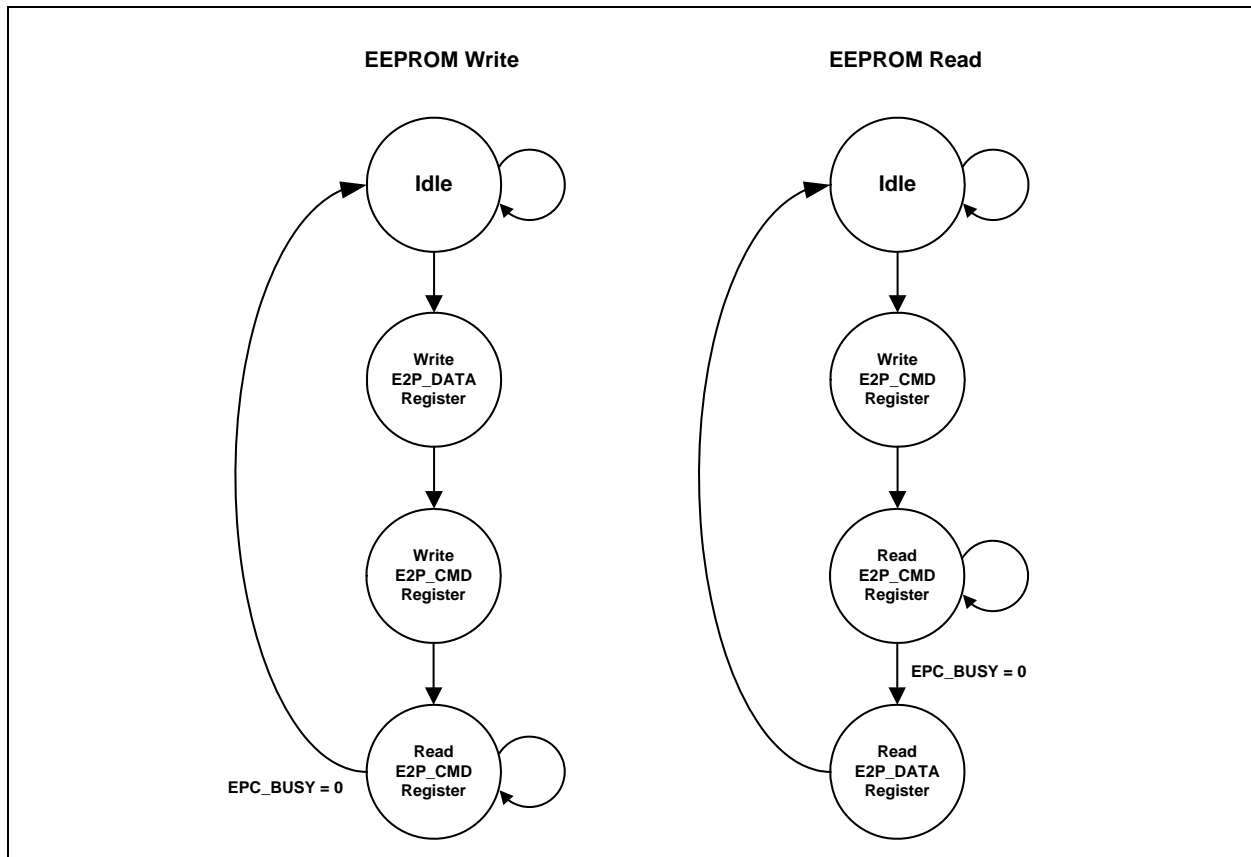 EEPROM Write
Idle
Write
E2P_DATA
Register
Write
E2P_CMD
Register
Read
E2P_CMD
Register
EPC_BUSY = 0
EEPROM Read
Idle
Write
E2P_CMD
Register
Read
E2P_CMD
Register
EPC_BUSY = 0
Read
E2P_DATA
Register